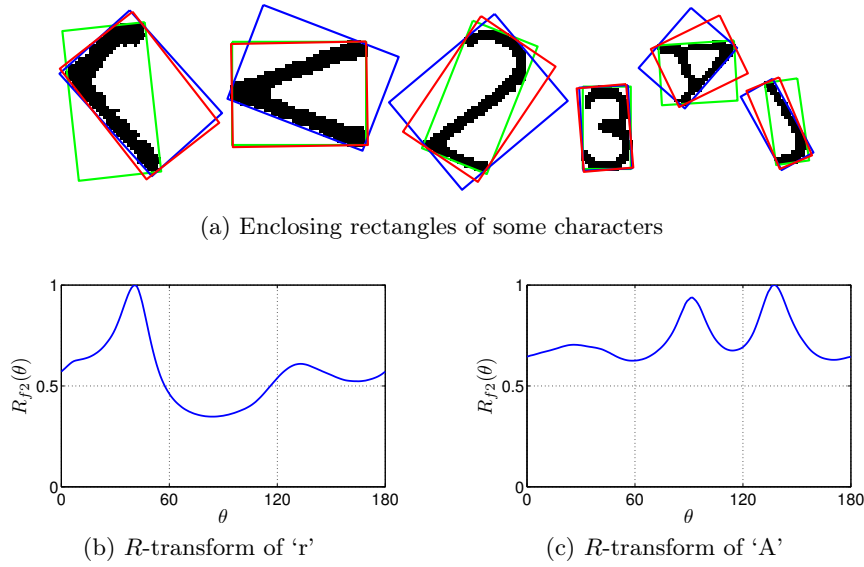 (a) Enclosing rectangles of some characters
1
0.5
0
0 60 120 180
R_{f2}(θ)
θ
(b) R-transform of ‘r’
1
0.5
0
0 60 120 180
R_{f2}(θ)
θ
(c) R-transform of ‘A’